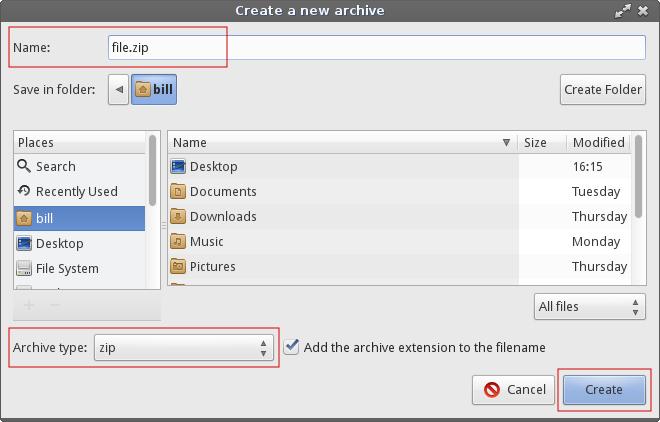 Create a new archive
Name: file.zip
Save in folder: bill Create Folder
Places Name Size Modified
Search Desktop 16:15
Recently Used Documents Tuesday
bill Downloads Thursday
Desktop Music Monday
File System Pictures Thursday
All files
Archive type: zip Add the archive extension to the filename
Cancel Create